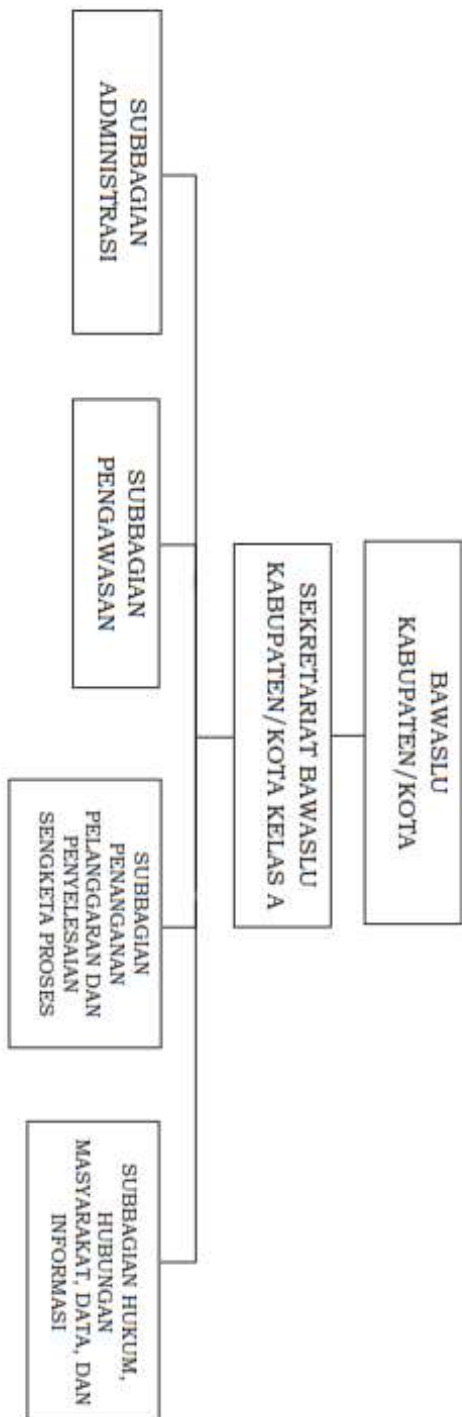 BAWASLU
KABUPATEN/KOTA
SEKRETARIAT BAWASLU
KABUPATEN/KOTA KELAS A
SUBBAGIAN
ADMINISTRASI
SUBBAGIAN
PENGAWASAN
SUBBAGIAN
PENANGANAN
PELANGGARAN DAN
PENYELESAIAN
SENGKETA PROSES
SUBBAGIAN HUKUM,
HUBUNGAN
MASYARAKAT, DATA, DAN
INFORMASI